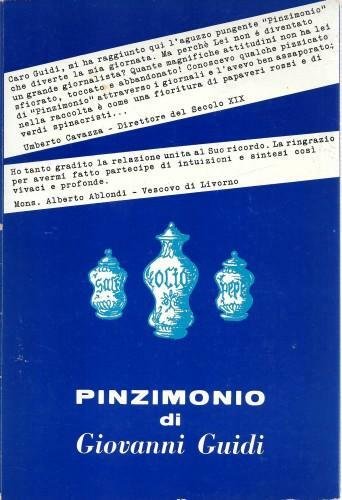 Caro Guidi, mi ha raggiunto qui l'aguzzo pungente "Pinzimonio"
che diverte la mia giornata. Ma perchè Lei non é diventato
un grande giornalista? Quante magnifiche attitudini non ha lei
sfiorato, toccato e abbandonato! Conoscevo qualche pizzicato
di "Pinzimonio" attraverso i giornali e l'avevo ben assaporato;
nella raccolta è come una fioritura di papaveri rossi e di
verdi spinacristi...
Umberto Cavazza - Direttore del Secolo XIX
Ho tanto gradito la relazione unita al Suo ricordo. La ringrazio
per avermi fatto partecipe di intuizioni e sintesi così
vivaci e profonde.
Mons. Alberto Ablondi - Vescovo di Livorno
sale
olio
pepe
PINZIMONIO
di
Giovanni Guidi